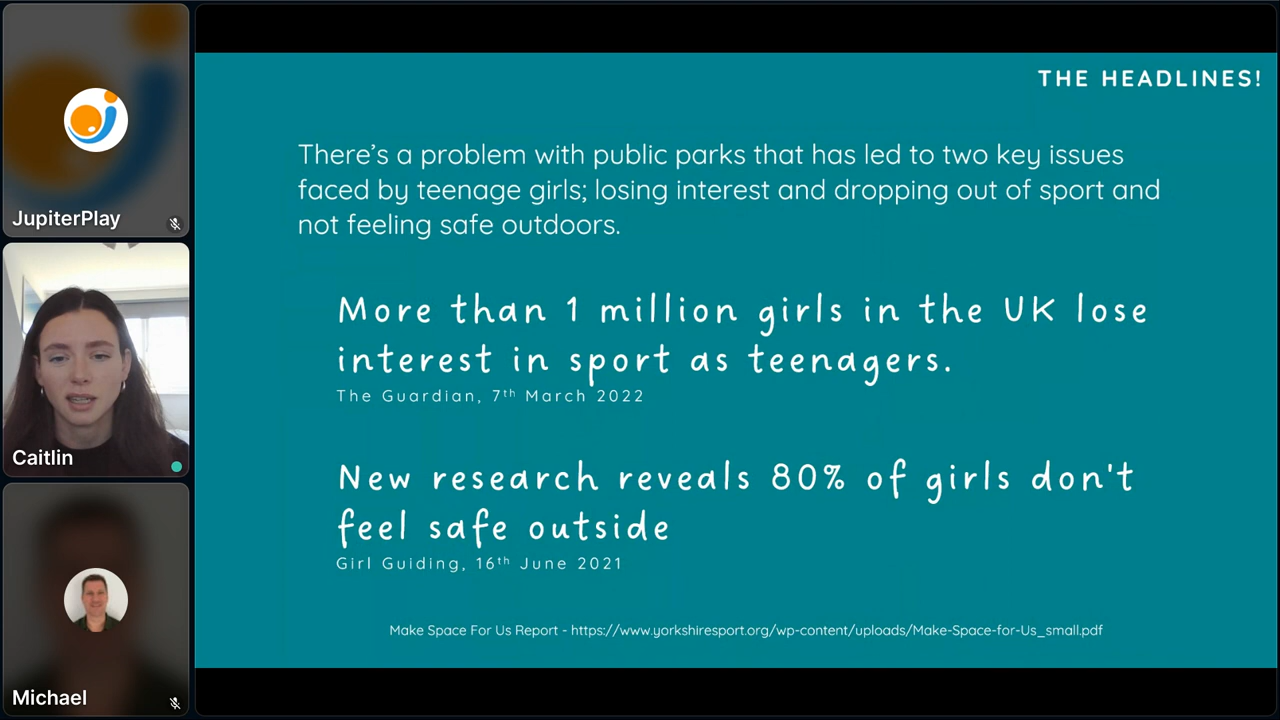 JupiterPlay
Caitlin
Michael
THE HEADLINES!
There's a problem with public parks that has led to two key issues
faced by teenage girls; losing interest and dropping out of sport and
not feeling safe outdoors.
More than 1 million girls in the UK lose
interest in sport as teenagers.
The Guardian, 7th March 2022
New research reveals 80% of girls don't
feel safe outside
Girl Guiding, 16th June 2021
Make Space For Us Report - https://www.yorkshiresport.org/wp-content/uploads/Make-Space-for-Us_small.pdf